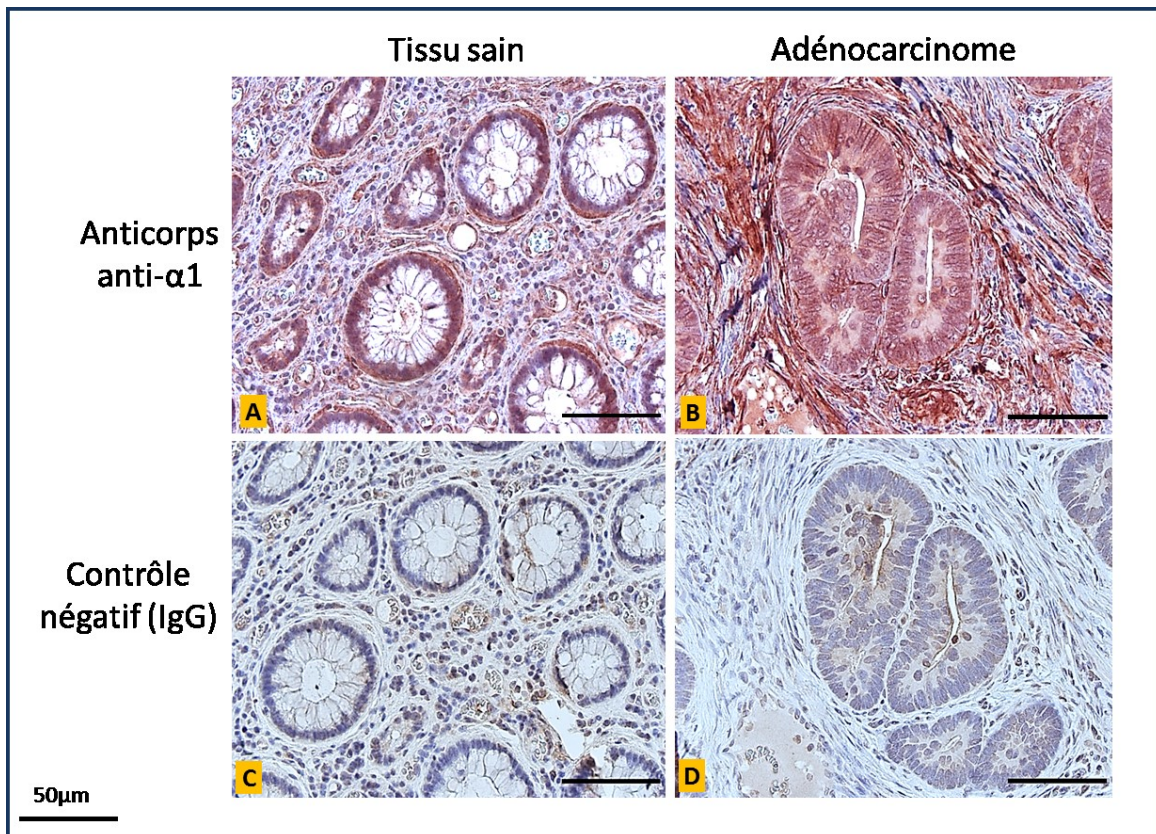 Tissu sain
Adénocarcinome
Anticorps
anti-α1
A
B
Contrôle
négatif (IgG)
C
D
50µm